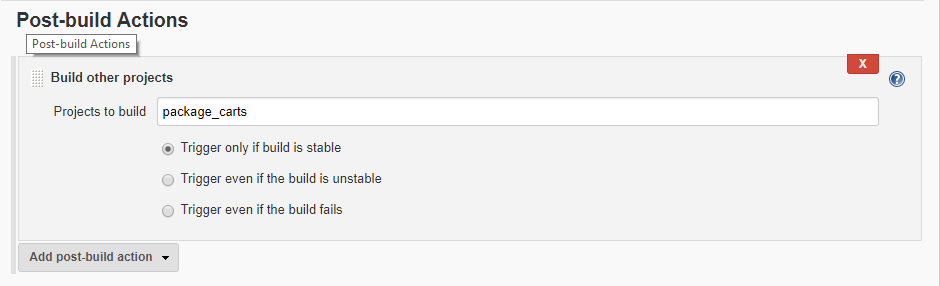 Post-build Actions
Post-build Actions
X
Build other projects
?
Projects to build package_carts
Trigger only if build is stable
Trigger even if the build is unstable
Trigger even if the build fails
Add post-build action